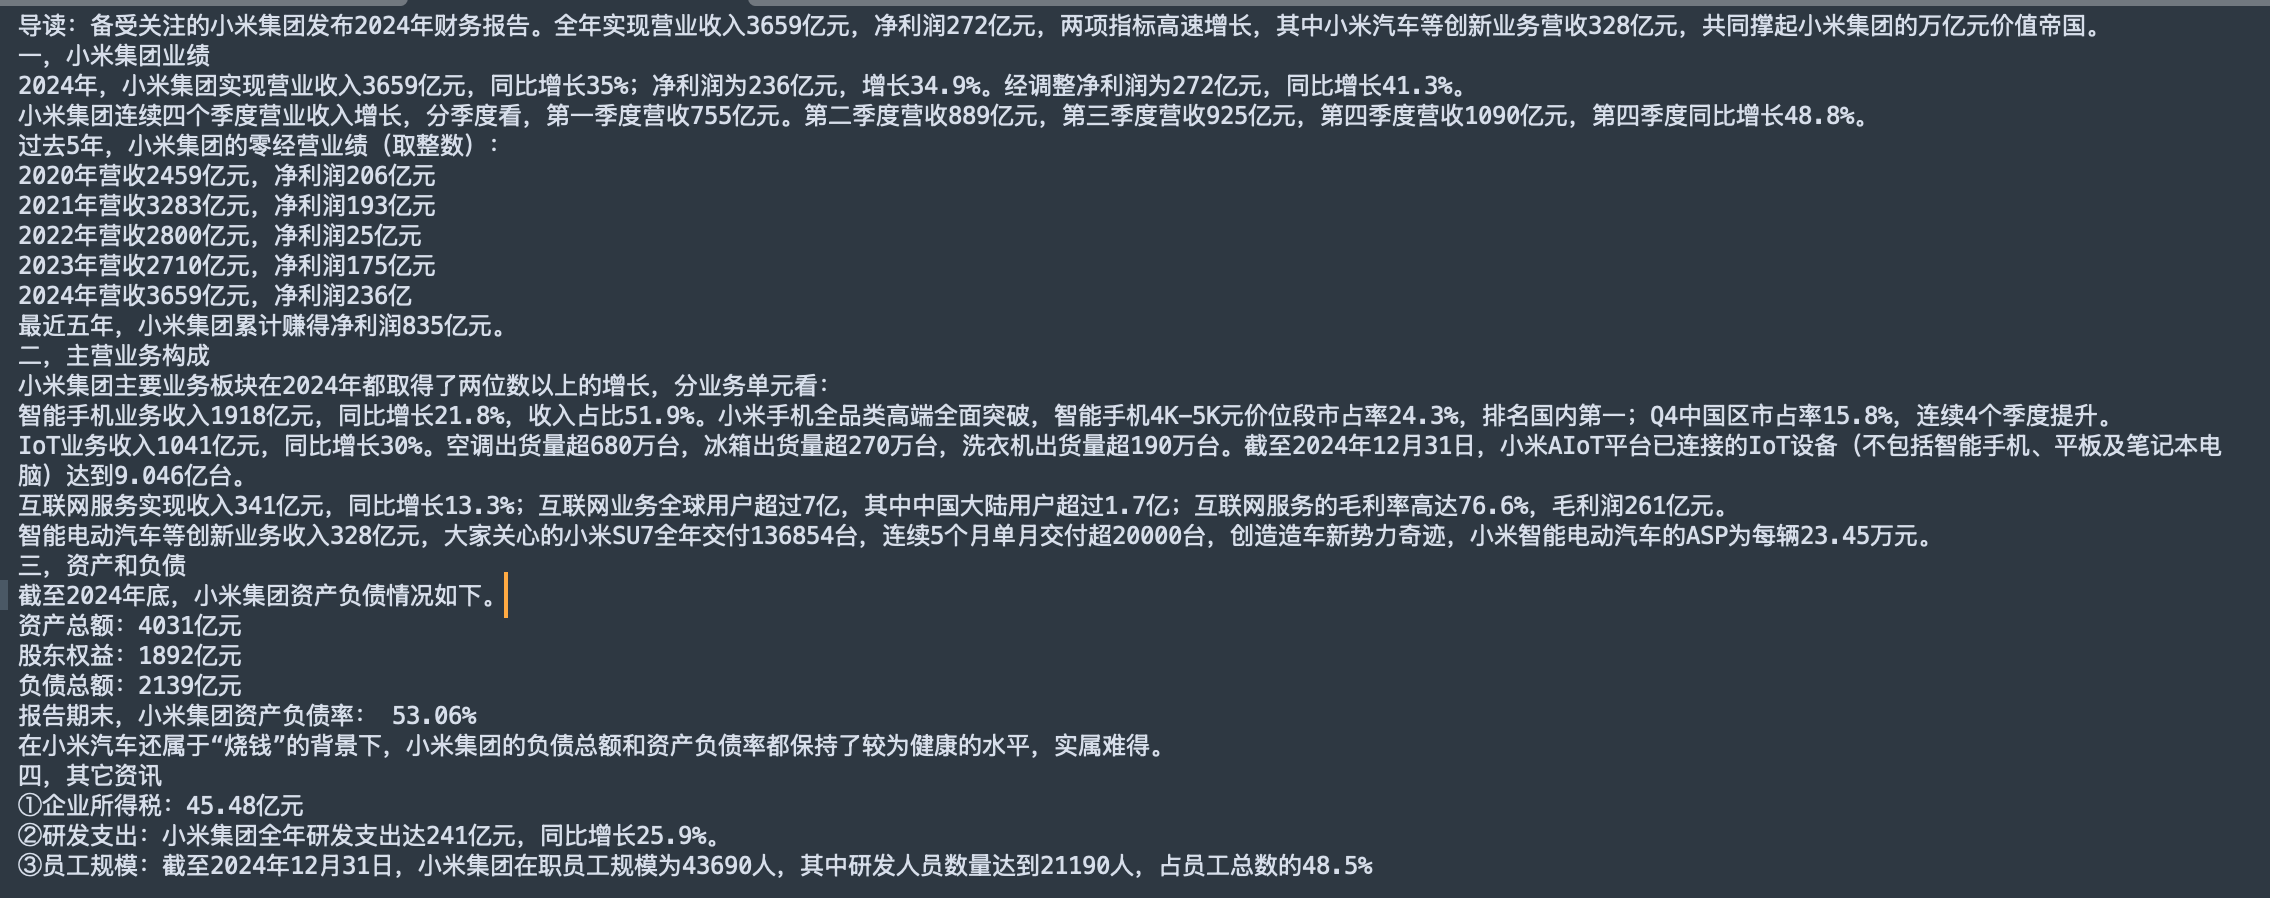 导读：备受关注的小米集团发布2024年财务报告。全年实现营业收入3659亿元，净利润272亿元，两项指标高速增长，其中小米汽车等创新业务营收328亿元，共同撑起小米集团的万亿元价值帝国。
一，小米集团业绩
2024年，小米集团实现营业收入3659亿元，同比增长35%；净利润为236亿元，增长34.9%。经调整净利润为272亿元，同比增长41.3%。
小米集团连续四个季度营业收入增长，分季度看，第一季度营收755亿元。第二季度营收889亿元，第三季度营收925亿元，第四季度营收1090亿元，第四季度同比增长48.8%。
过去5年，小米集团的零经营业绩（取整数）：
2020年营收2459亿元，净利润206亿元
2021年营收3283亿元，净利润193亿元
2022年营收2800亿元，净利润25亿元
2023年营收2710亿元，净利润175亿元
2024年营收3659亿元，净利润236亿
最近五年，小米集团累计赚得净利润835亿元。
二，主营业务构成
小米集团主要业务板块在2024年都取得了两位数以上的增长，分业务单元看：
智能手机业务收入1918亿元，同比增长21.8%，收入占比51.9%。小米手机全品类高端全面突破，智能手机4K-5K元价位段市占率24.3%，排名国内第一；Q4中国区市占率15.8%，连续4个季度提升。
IoT业务收入1041亿元，同比增长30%。空调出货量超680万台，冰箱出货量超270万台，洗衣机出货量超190万台。截至2024年12月31日，小米AIoT平台已连接的IoT设备（不包括智能手机、平板及笔记本电
脑）达到9.046亿台。
互联网服务实现收入341亿元，同比增长13.3%；互联网业务全球用户超过7亿，其中中国大陆用户超过1.7亿；互联网服务的毛利率高达76.6%，毛利润261亿元。
智能电动汽车等创新业务收入328亿元，大家关心的小米SU7全年交付136854台，连续5个月单月交付超20000台，创造造车新势力奇迹，小米智能电动汽车的ASP为每辆23.45万元。
三，资产和负债
截至2024年底，小米集团资产负债情况如下。
资产总额：4031亿元
股东权益：1892亿元
负债总额：2139亿元
报告期末，小米集团资产负债率： 53.06%
在小米汽车还属于“烧钱”的背景下，小米集团的负债总额和资产负债率都保持了较为健康的水平，实属难得。
四，其它资讯
①企业所得税：45.48亿元
②研发支出：小米集团全年研发支出达241亿元，同比增长25.9%。
③员工规模：截至2024年12月31日，小米集团在职员工规模为43690人，其中研发人员数量达到21190人，占员工总数的48.5%